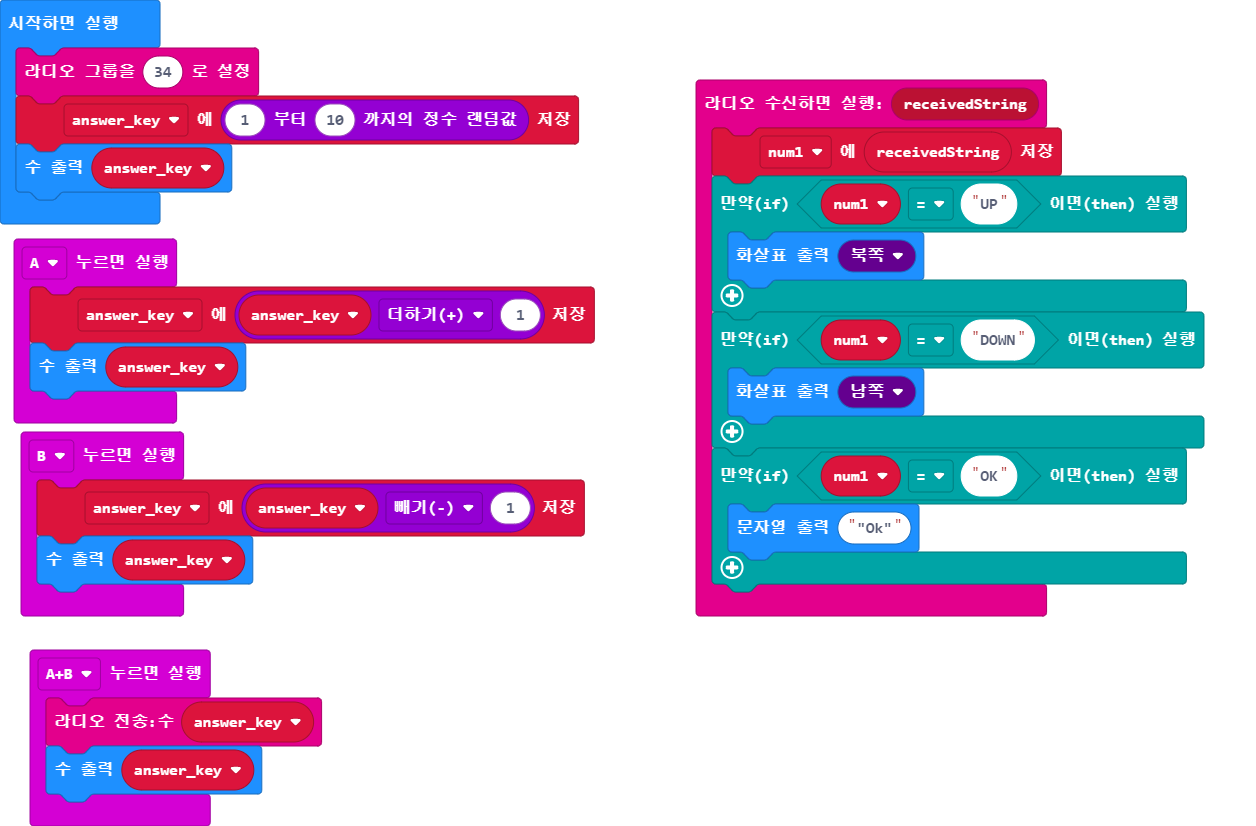 시작하면 실행
라디오 그룹을 34 로 설정
answer_key 에 1 부터 10 까지의 정수 랜덤값 저장
수 출력 answer_key
A 누르면 실행
answer_key 에 answer_key 더하기(+) 1 저장
수 출력 answer_key
B 누르면 실행
answer_key 에 answer_key 빼기(-) 1 저장
수 출력 answer_key
A+B 누르면 실행
라디오 전송:수 answer_key
수 출력 answer_key
라디오 수신하면 실행: receivedString
num1 에 receivedString 저장
만약(if) num1 = "UP" 이면(then) 실행
화살표 출력 북쪽
만약(if) num1 = "DOWN" 이면(then) 실행
화살표 출력 남쪽
만약(if) num1 = "OK" 이면(then) 실행
문자열 출력 ""Ok""